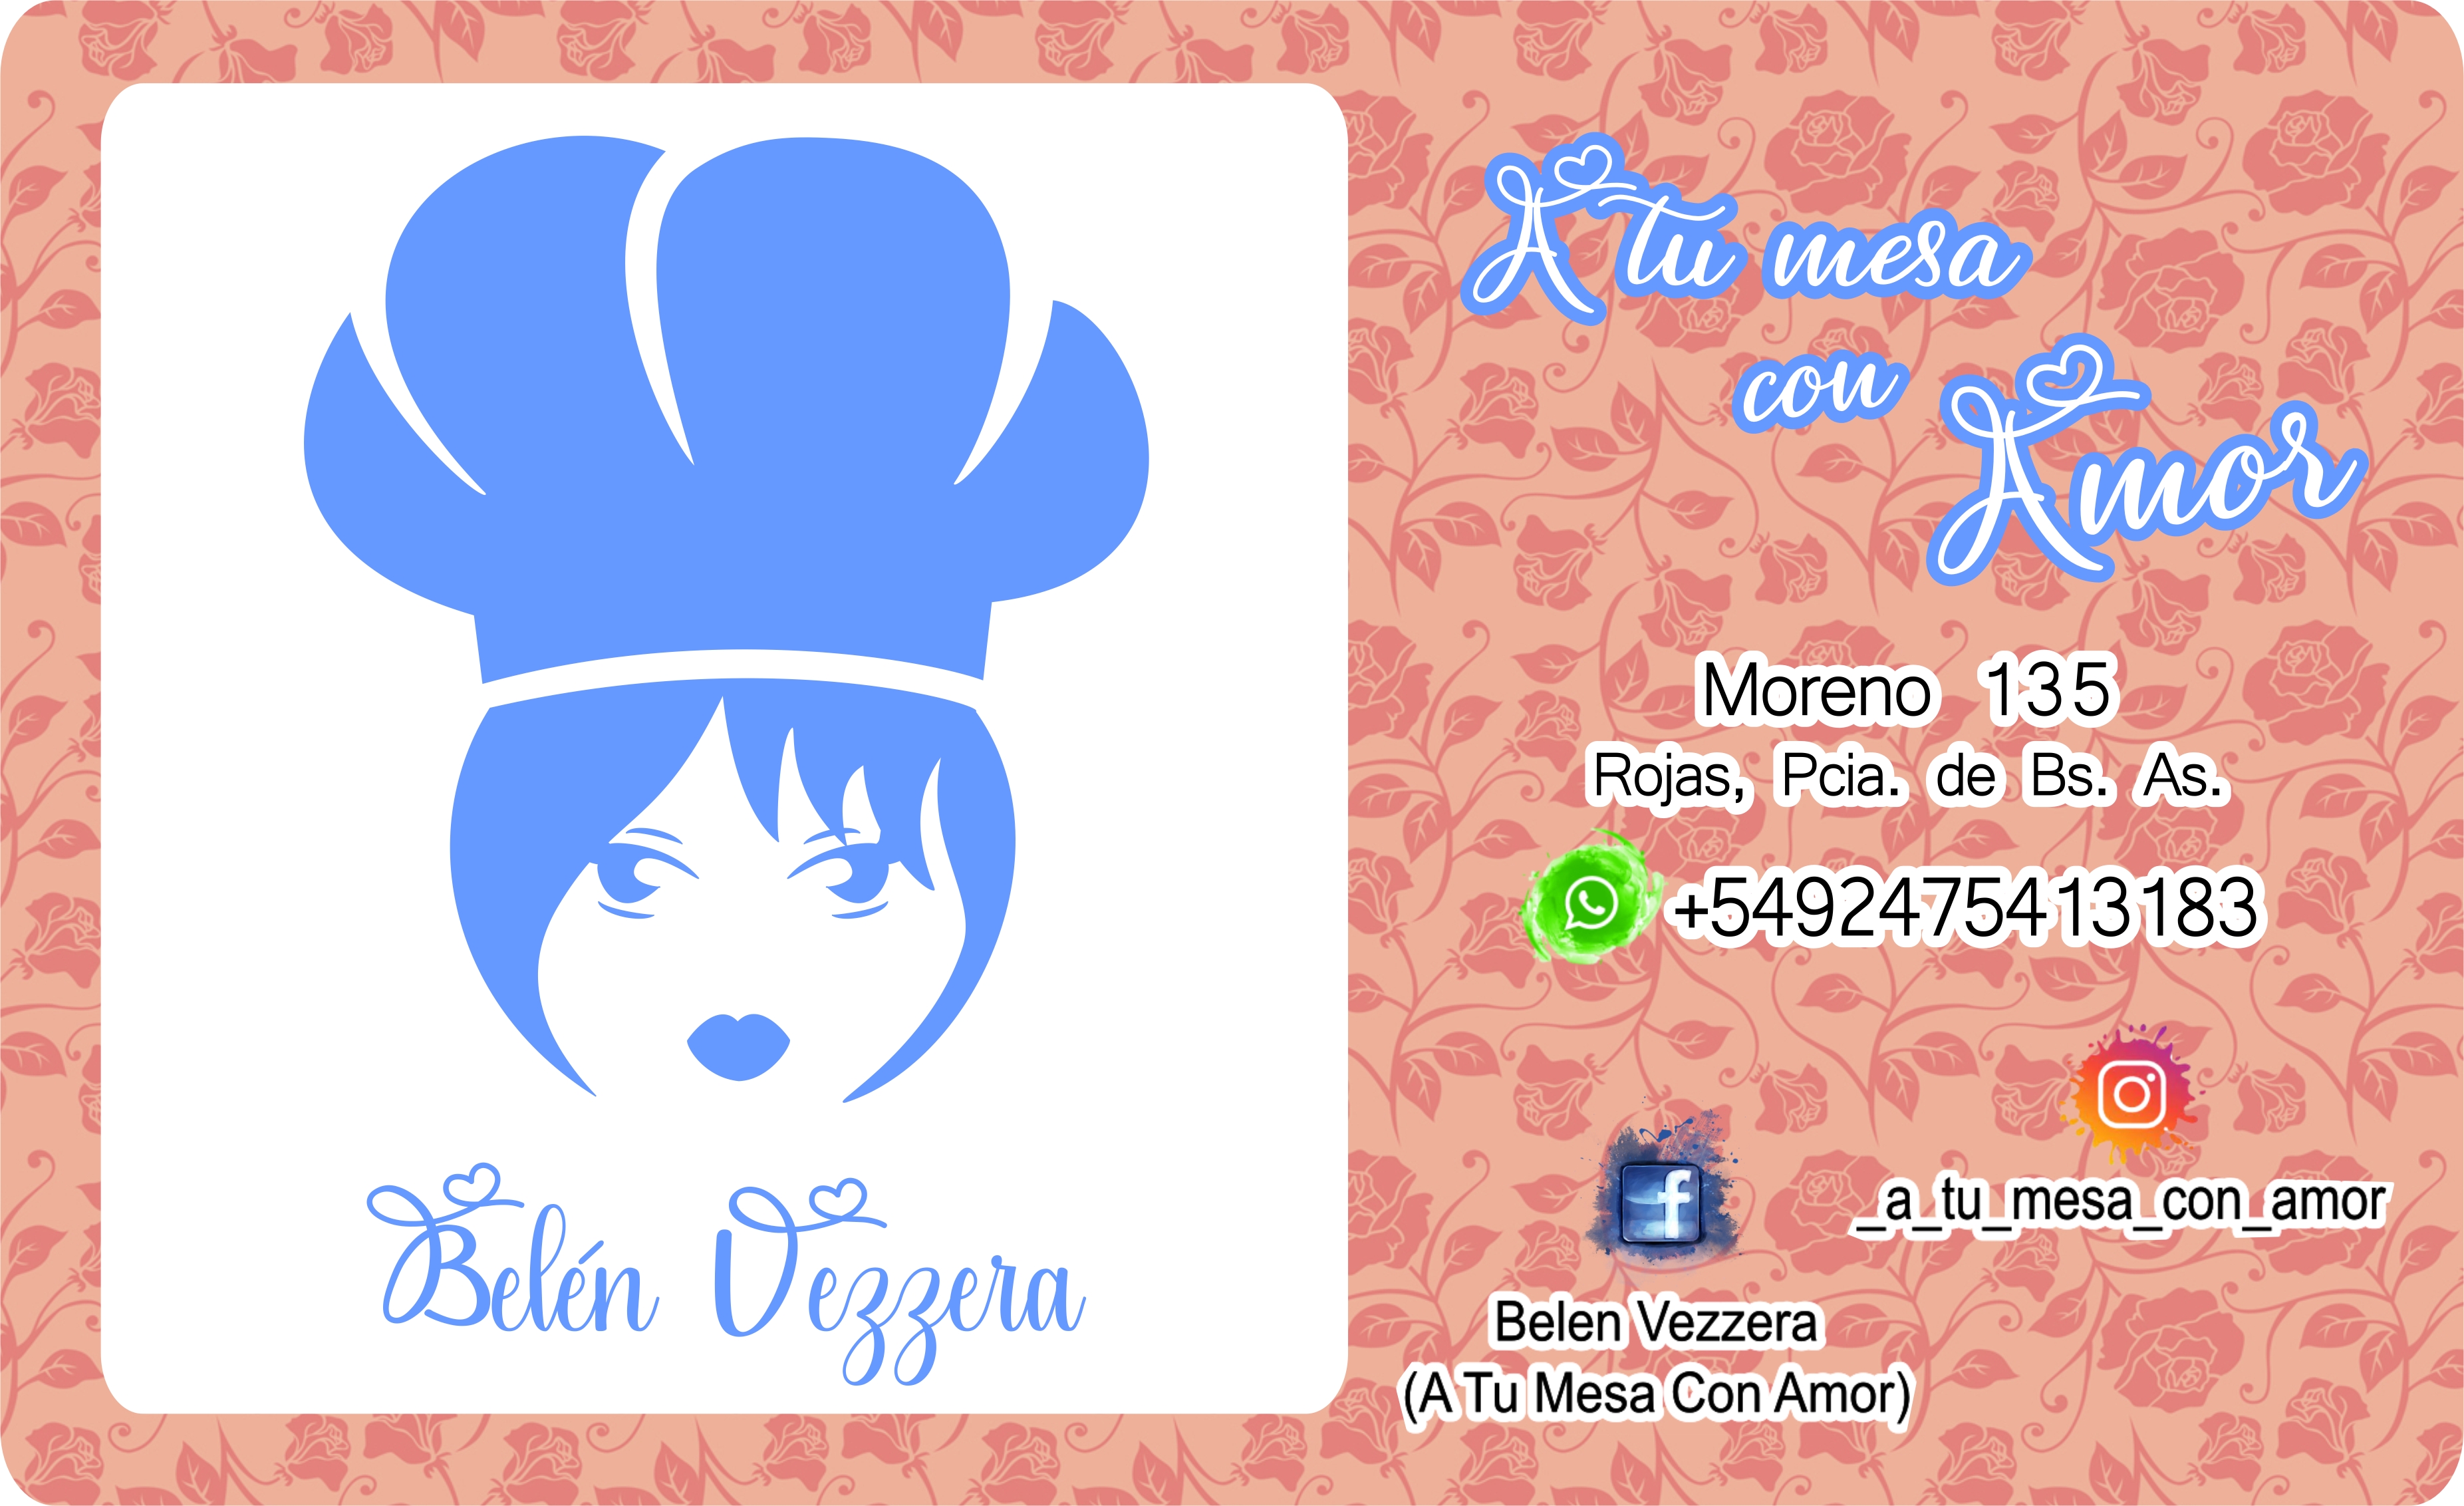 Belén Vezzera
A tu mesa
con Amor
Moreno 135
Rojas, Pcia. de Bs. As.
+5492475413183
_a_tu_mesa_con_amor
Belen Vezzera
(A Tu Mesa Con Amor)